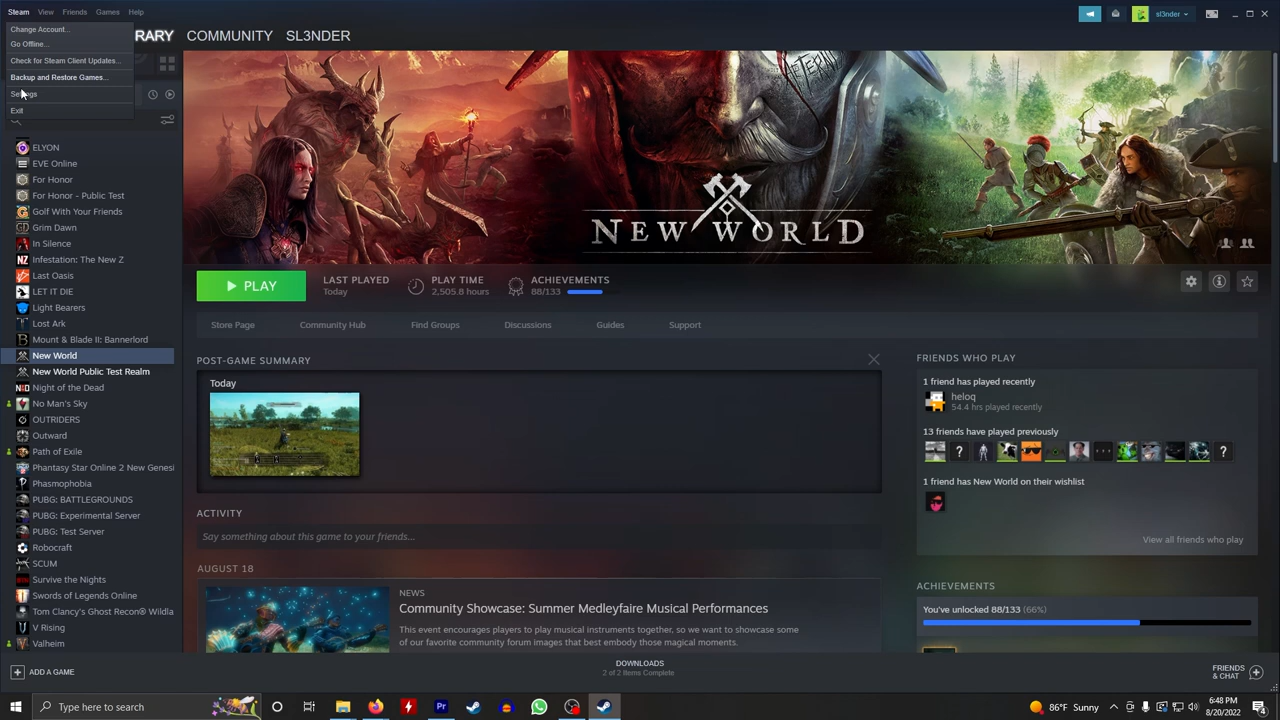 Steam View Friends Games Help
sl3nder
Change Account...
Go Offline...
Check for Steam Client Updates...
Backup and Restore Games...
Settings
Exit
RARY COMMUNITY SL3NDER
ELYON
EVE Online
For Honor
For Honor - Public Test
Golf With Your Friends
Grim Dawn
In Silence
Infestation: The New Z
Last Oasis
LET IT DIE
Light Bearers
Lost Ark
Mount & Blade II: Bannerlord
New World
New World Public Test Realm
Night of the Dead
No Man's Sky
OUTRIDERS
Outward
Path of Exile
Phantasy Star Online 2 New Genesi
Phasmophobia
PUBG: BATTLEGROUNDS
PUBG: Experimental Server
PUBG: Test Server
Robocraft
SCUM
Survive the Nights
Swords of Legends Online
Tom Clancy's Ghost Recon® Wildla
V Rising
Valheim
ADD A GAME
NEW WORLD
PLAY
LAST PLAYED
Today
PLAY TIME
2,505.8 hours
ACHIEVEMENTS
88/133
Store Page Community Hub Find Groups Discussions Guides Support
POST-GAME SUMMARY
Today
ACTIVITY
Say something about this game to your friends...
AUGUST 18
NEWS
Community Showcase: Summer Medleyfaire Musical Performances
This event encourages players to play musical instruments together, so we want to showcase some
of our favorite community forum images that best embody those magical moments.
FRIENDS WHO PLAY
1 friend has played recently
heloq
54.4 hrs played recently
13 friends have played previously
1 friend has New World on their wishlist
View all friends who play
ACHIEVEMENTS
You've unlocked 88/133 (66%)
DOWNLOADS
2 of 2 Items Complete
FRIENDS
& CHAT
Type here to search
Pr
86°F Sunny
6:48 PM
8/20/2022